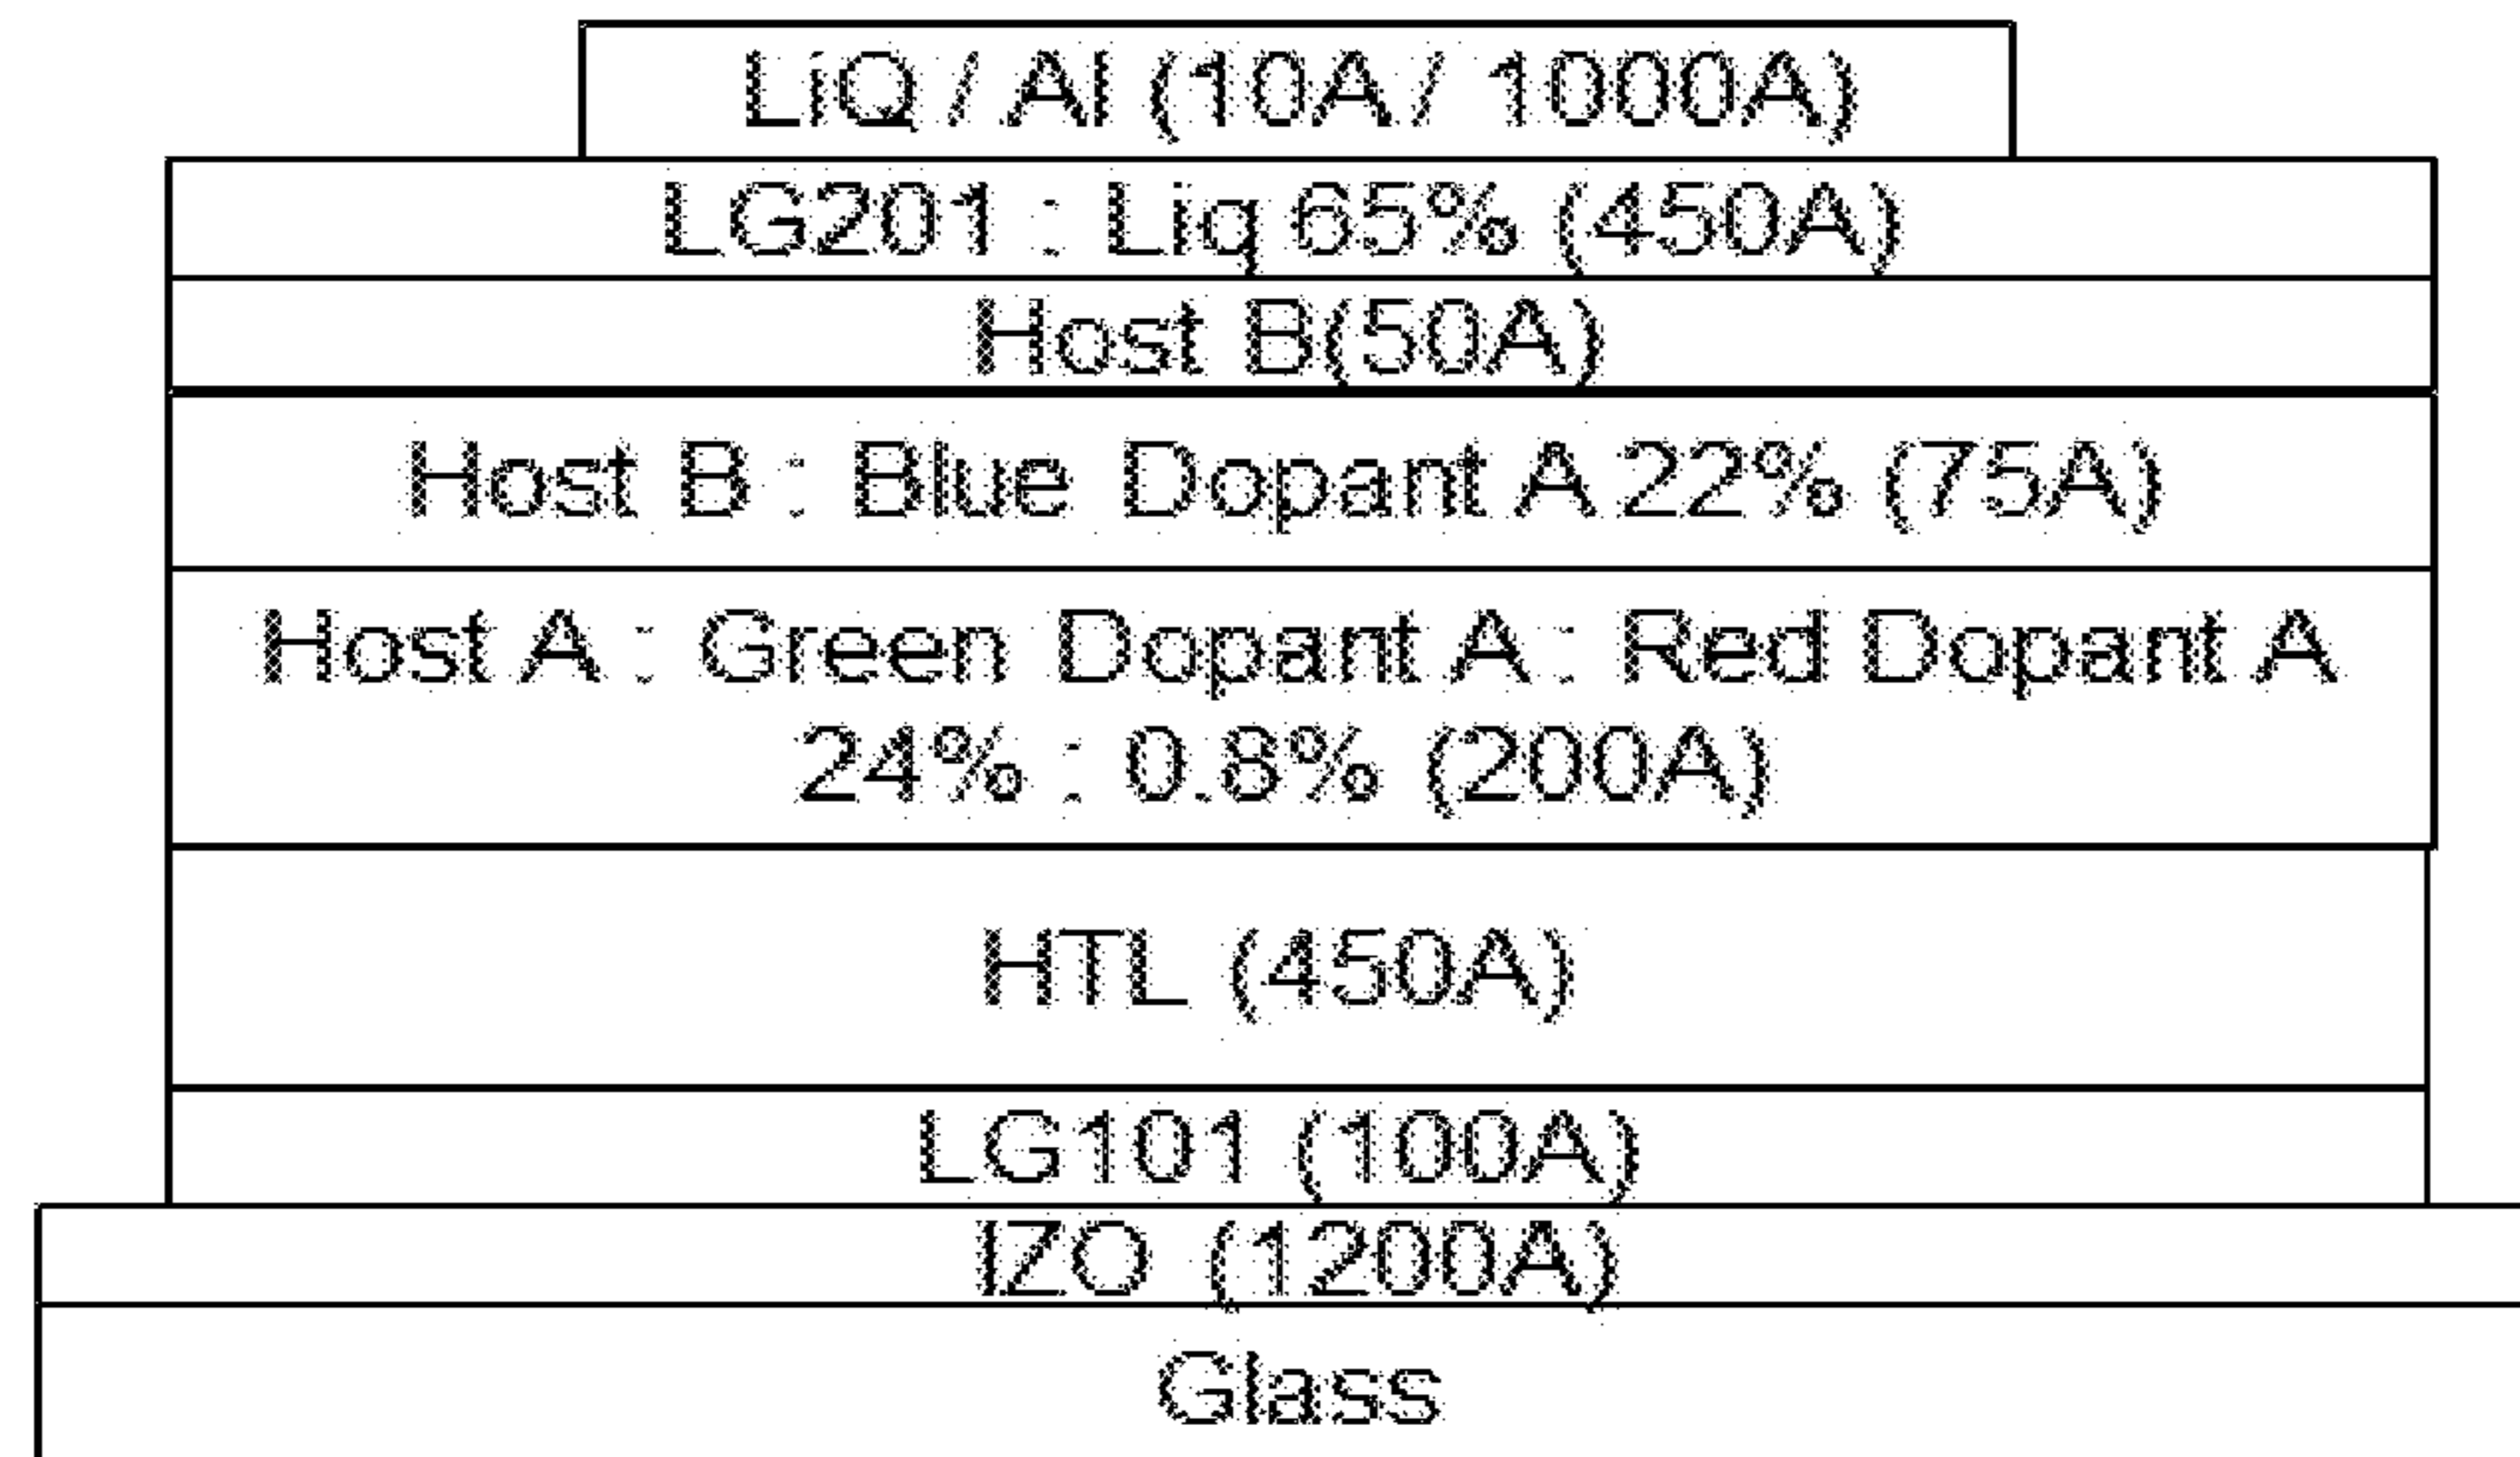 LiQ / Al (10A / 1000A)
LG201 : Liq 65% (450A)
Host B(50A)
Host B : Blue Dopant A 22% (75A)
Host A : Green Dopant A : Red Dopant A
24% : 0.8% (200A)
HTL (450A)
LG101 (100A)
IZO (1200A)
Glass